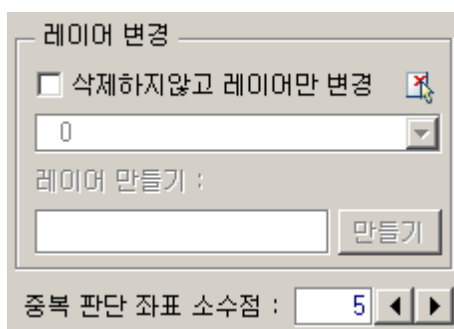 레이어 변경
삭제하지않고 레이어만 변경
0
레이어 만들기 :
만들기
중복 판단 좌표 소수점 : 5